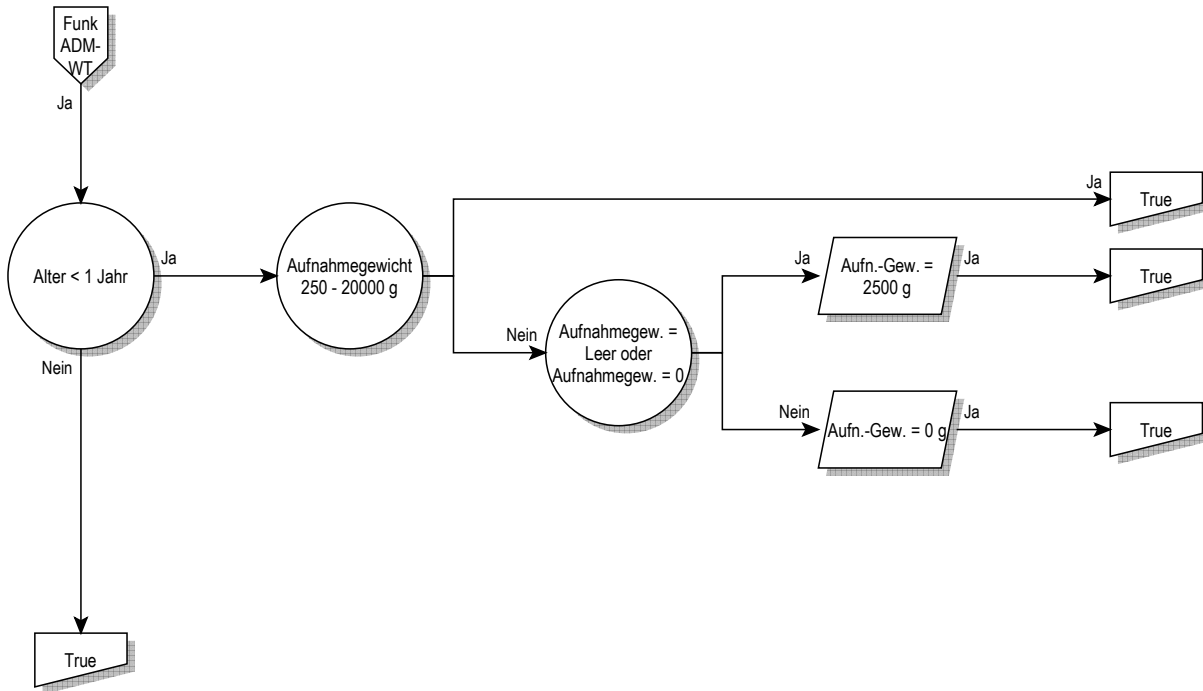 Funk
ADM-
WT
Ja
Alter < 1 Jahr
Ja
Nein
True
Aufnahmegewicht
250 - 20000 g
Ja
True
Nein
Aufnahmegew. =
Leer oder
Aufnahmegew. = 0
Ja
Aufn.-Gew. =
2500 g
Ja
True
Nein
Aufn.-Gew. = 0 g
Ja
True